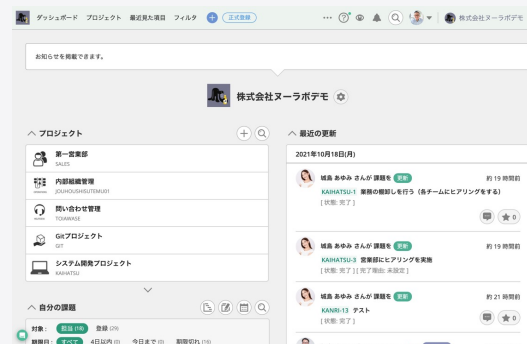 ダッシュボード プロジェクト 最近見た項目 フィルタ 正式登録 株式会社ヌーラボデモ
お知らせを掲載できます。
株式会社ヌーラボデモ
プロジェクト
第一営業部
SALES
内部組織管理
JOUHOUSHISUTEMU01
問い合わせ管理
TOIAWASE
Gitプロジェクト
GIT
システム開発プロジェクト
KAIHATSU
自分の課題
対象: 担当 (19) 登録 (29)
期限日: すべて 4日以内 (0) 今日まで (0) 期限切れ (19)
最近の更新
2021年10月18日(月)
城島 あゆみ さんが 課題を 更新 約 19 時間前
KAIHATSU-1 業務の棚卸しを行う（各チームにヒアリングをする）
[ 状態: 完了 ]
0
城島 あゆみ さんが 課題を 更新 約 19 時間前
KAIHATSU-3 営業部にヒアリングを実施
[ 状態: 完了 ] [ 完了理由: 未設定 ]
城島 あゆみ さんが 課題を 更新 約 21 時間前
KANRI-13 テスト
[ 状態: 完了 ]
0